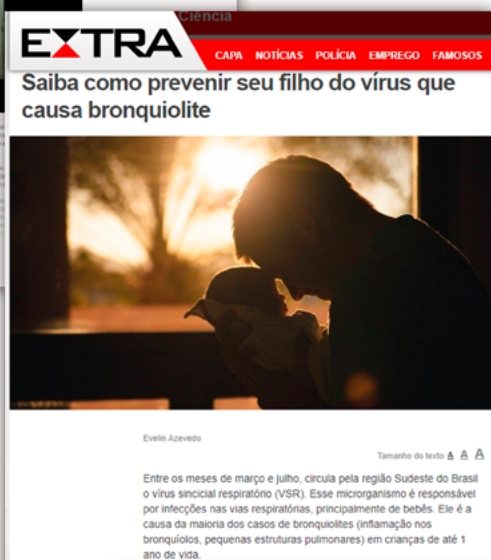 Ciência
EXTRA
CAPA NOTÍCIAS POLÍCIA EMPREGO FAMOSOS
Saiba como prevenir seu filho do vírus que
causa bronquiolite
Evelin Azevedo
Tamanho do texto A A A
Entre os meses de março e julho, circula pela região Sudeste do Brasil
o vírus sincicial respiratório (VSR). Esse microrganismo é responsável
por infecções nas vias respiratórias, principalmente de bebês. Ele é a
causa da maioria dos casos de bronquiolites (inflamação nos
bronquíolos, pequenas estruturas pulmonares) em crianças de até 1
ano de vida.